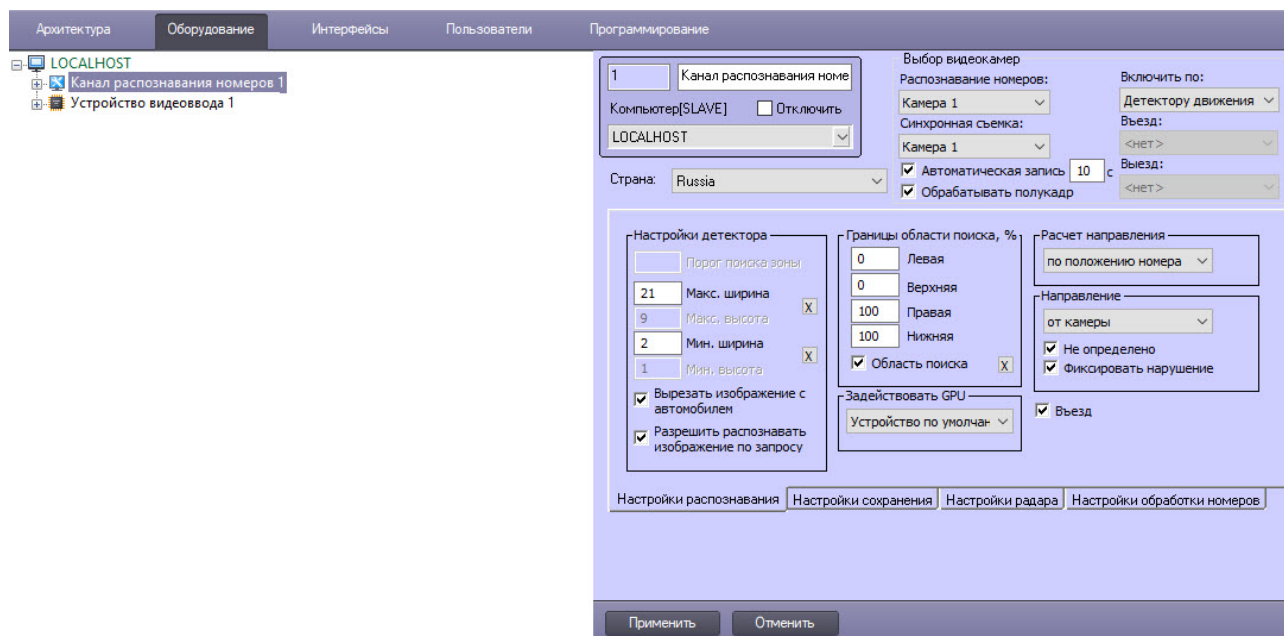 Архитектура Оборудование Интерфейсы Пользователи Программирование
LOCALHOST
Канал распознавания номеров 1
Устройство видеоввода 1
1 Канал распознавания номе
Компьютер[SLAVE] Отключить
LOCALHOST
Страна: Russia
Выбор видеокамер
Распознавание номеров:
Камера 1
Синхронная съемка:
Камера 1
Автоматическая запись 10 с
Обрабатывать полукадр
Включить по:
Детектору движения
Въезд:
<нет>
Выезд:
<нет>
Настройки детектора
Порог поиска зоны
21 Макс. ширина
9 Макс. высота
X
2 Мин. ширина
1 Мин. высота
X
Вырезать изображение с
автомобилем
Разрешить распознавать
изображение по запросу
Границы области поиска, %
0 Левая
0 Верхняя
100 Правая
100 Нижняя
Область поиска X
Задействовать GPU
Устройство по умолчан
Расчет направления
по положению номера
Направление
от камеры
Не определено
Фиксировать нарушение
Въезд
Настройки распознавания Настройки сохранения Настройки радара Настройки обработки номеров
Применить Отменить